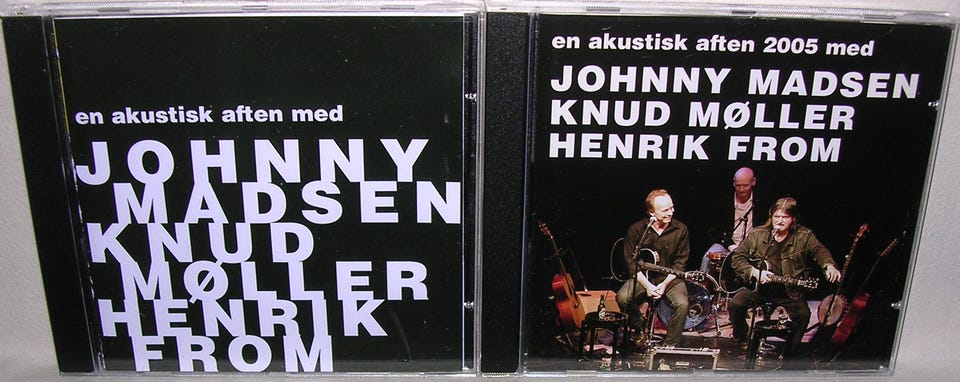 en akustisk aften med
JOHNNY
MADSEN
KNUD
MØLLER
HENRIK
FROM
en akustisk aften 2005 med
JOHNNY MADSEN
KNUD MØLLER
HENRIK FROM